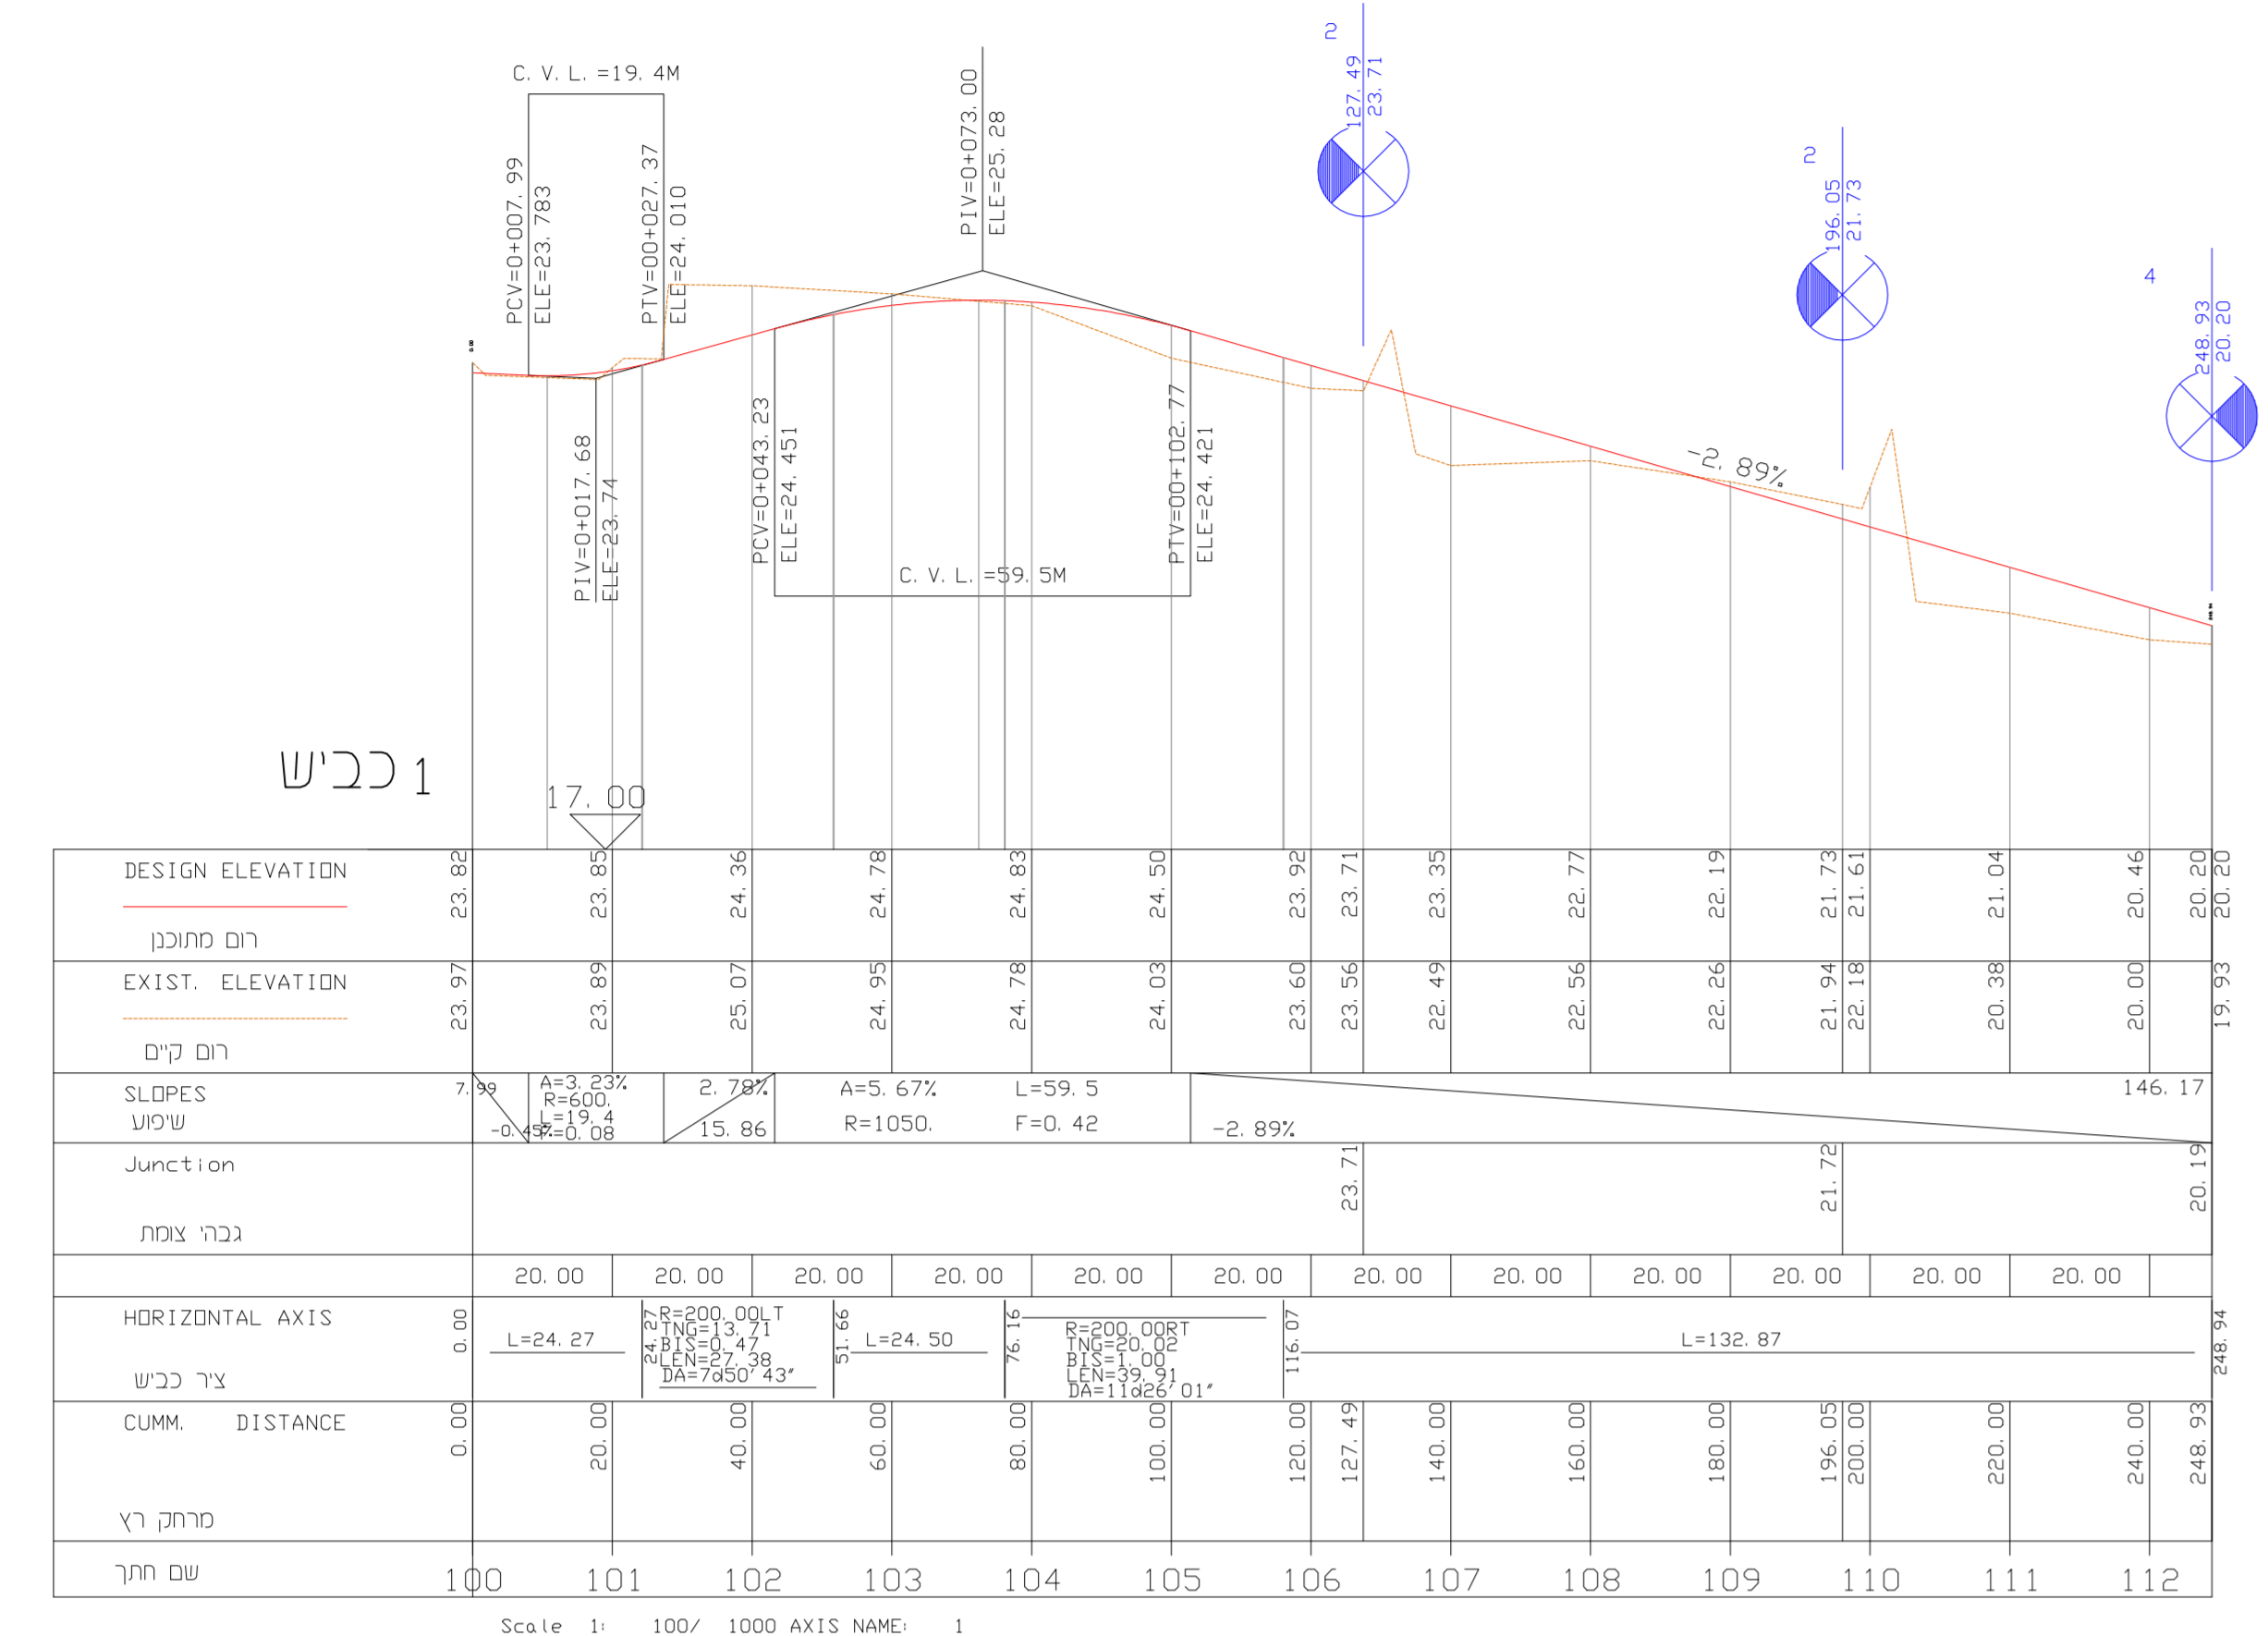 C. V. L. =19. 4M
PCV=0+007. 99
ELE=23. 783
PTV=00+027. 37
ELE=24. 010
PIV=0+073. 00
ELE=25. 28
2
127. 49
23. 71
2
196. 05
21. 73
4
248. 93
20. 20
0.00
PIV=0+017. 68
ELE=23. 74
PCV=0+043. 23
ELE=24. 451
PTV=00+102. 77
ELE=24. 421
C. V. L. =59. 5M
-2. 89%
כביש 1
17. 00
DESIGN ELEVATION
רום מתוכנן
23. 82 23. 85 24. 36 24. 78 24. 83 24. 50 23. 92 23. 71 23. 35 22. 77 22. 19 21. 73 21. 61 21. 04 20. 46 20. 20 20. 20
EXIST. ELEVATION
רום קיים
23. 97 23. 89 25. 07 24. 95 24. 78 24. 03 23. 60 23. 56 22. 49 22. 56 22. 26 21. 94 22. 18 20. 38 20. 00 19. 93
SLOPES
שיפוע
7. 99
-0. 45%
A=3. 23%
R=600.
L=19. 4
F=0. 08
2. 78%
15. 86
A=5. 67% L=59. 5
R=1050. F=0. 42
-2. 89%
146. 17
Junction
גבהי צומת
23. 71 21. 72 20. 19
20. 00 20. 00 20. 00 20. 00 20. 00 20. 00 20. 00 20. 00 20. 00 20. 00 20. 00 20. 00
HORIZONTAL AXIS
ציר כביש
0. 00
L=24. 27
24. 27
R=200. 00LT
TNG=13. 71
BIS=0. 47
LEN=27. 38
DA=7d50' 43"
51. 66
L=24. 50
76. 16
R=200. 00RT
TNG=20. 02
BIS=1. 00
LEN=39. 91
DA=11d26' 01"
116. 07
L=132. 87
248. 94
CUMM. DISTANCE
מרחק רץ
0. 00 20. 00 40. 00 60. 00 80. 00 100. 00 120. 00 127. 49 140. 00 160. 00 180. 00 196. 05 200. 00 220. 00 240. 00 248. 93
שם חתך
100 101 102 103 104 105 106 107 108 109 110 111 112
Scale 1: 100/ 1000 AXIS NAME: 1